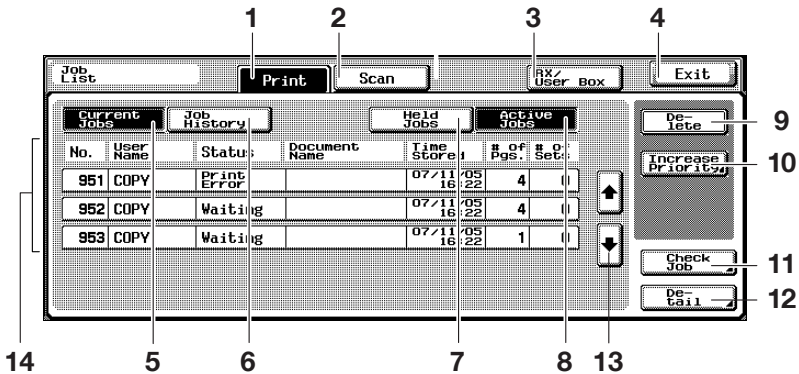 1 2 3 4
Job List Print Scan RX/ User Box Exit
Current Jobs Job History Held Jobs Active Jobs De- lete 9
No. User Name Status Document Name Time Stored # of Pgs. # of Sets
Increase Priority 10
951 COPY Print Error 07/11/05 16:22 4 0
952 COPY Waiting 07/11/05 16:22 4 0
953 COPY Waiting 07/11/05 16:22 1 0
Check Job 11
De- tail 12
14 5 6 7 8 13